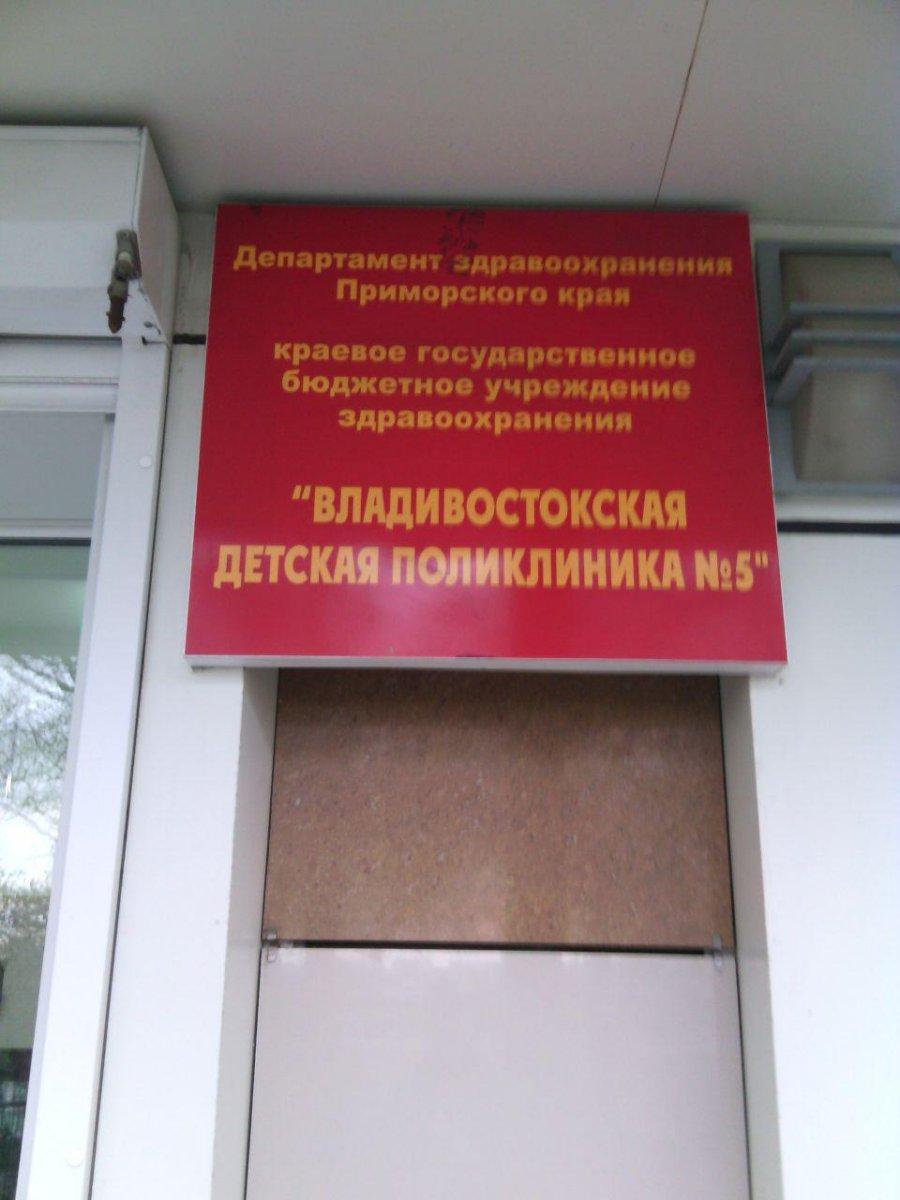 Департамент здравоохранения
Приморского края
краевое государственное
бюджетное учреждение
здравоохранения
“ВЛАДИВОСТОКСКАЯ
ДЕТСКАЯ ПОЛИКЛИНИКА №5"